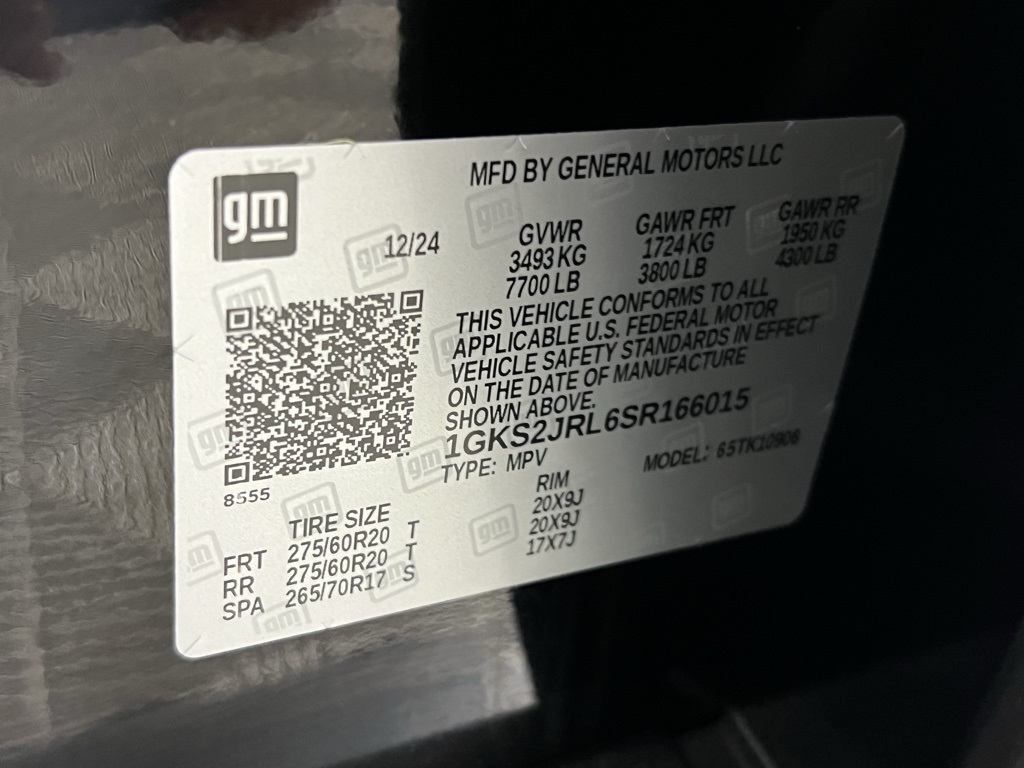 MFD BY GENERAL MOTORS LLC
gm
12/24
GVWR GAWR FRT GAWR RR
3493 KG 1724 KG 1950 KG
7700 LB 3800 LB 4300 LB
THIS VEHICLE CONFORMS TO ALL
APPLICABLE U.S. FEDERAL MOTOR
VEHICLE SAFETY STANDARDS IN EFFECT
ON THE DATE OF MANUFACTURE
SHOWN ABOVE.
1GKS2JRL6SR166015
TYPE: MPV MODEL: 65TK10906
8555
TIRE SIZE RIM
FRT 275/60R20 T 20X9J
RR 275/60R20 T 20X9J
SPA 265/70R17 S 17X7J